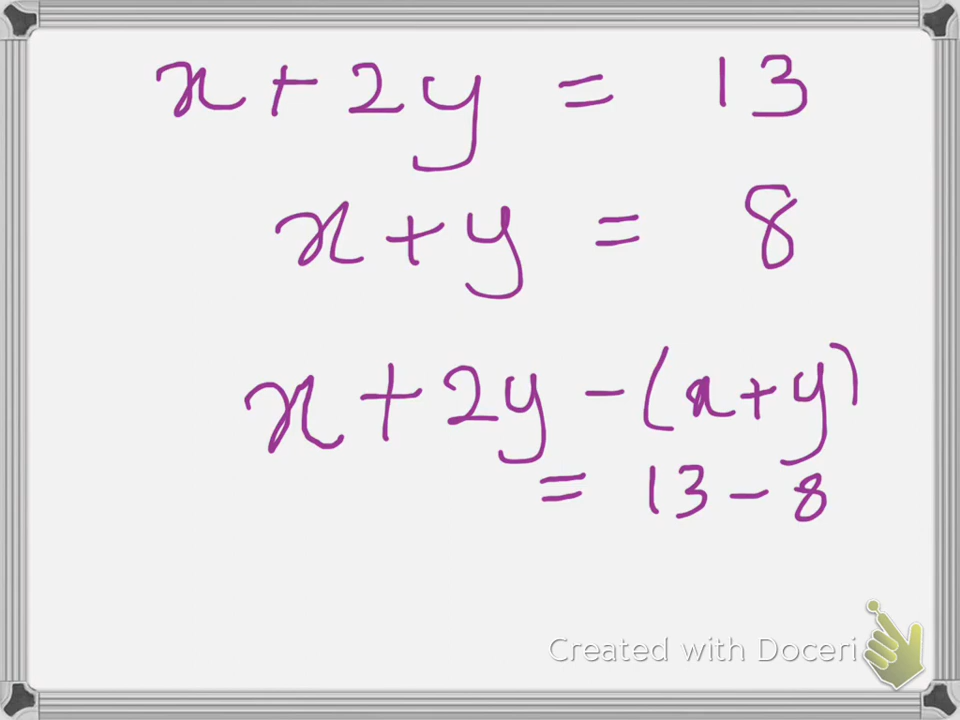 x + 2y = 13
x + y = 8
x + 2y - (x + y)
= 13 - 8
Created with Doceri